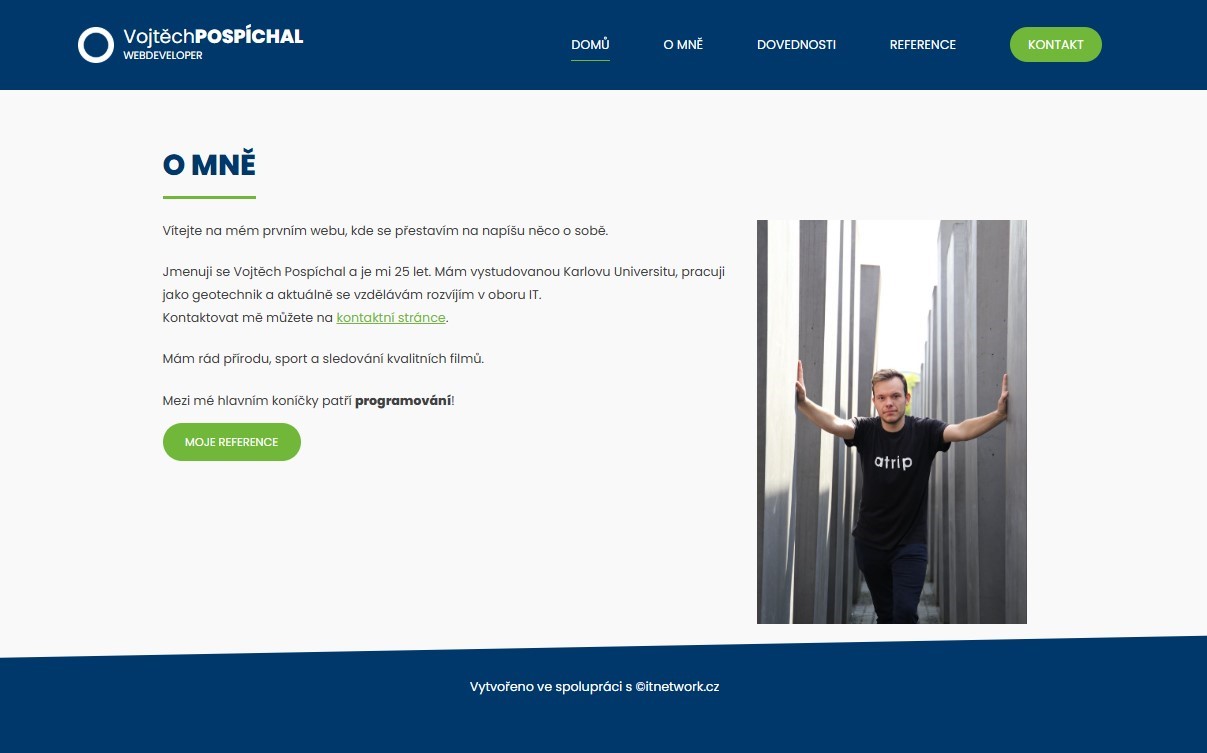 VojtěchPOSPÍCHAL
WEBDEVELOPER
DOMŮ
O MNĚ
DOVEDNOSTI
REFERENCE
KONTAKT
O MNĚ
Vítejte na mém prvním webu, kde se přestavím na napíšu něco o sobě.
Jmenuji se Vojtěch Pospíchal a je mi 25 let. Mám vystudovanou Karlovu Universitu, pracuji
jako geotechnik a aktuálně se vzdělávám rozvíjím v oboru IT.
Kontaktovat mě můžete na kontaktní stránce.
Mám rád přírodu, sport a sledování kvalitních filmů.
Mezi mé hlavním koníčky patří programování!
MOJE REFERENCE
atrip
Vytvořeno ve spolupráci s ©itnetwork.cz